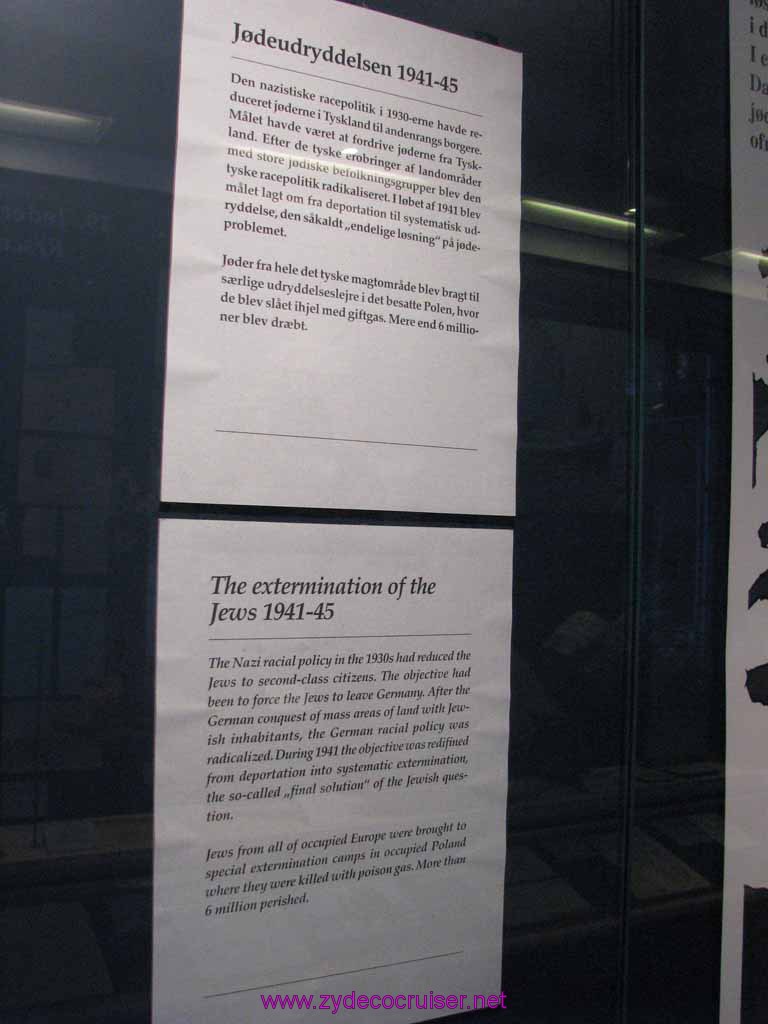 Jødeudryddelsen 1941-45
Den nazistiske racepolitik i 1930-erne havde re-
duceret jøderne i Tyskland til andenrangs borgere.
Målet havde været at fordrive jøderne fra Tysk-
land. Efter de tyske erobringer af landområder
med store jødiske befolkningsgrupper blev den
tyske racepolitik radikaliseret. I løbet af 1941 blev
målet lagt om fra deportation til systematisk ud-
ryddelse, den såkaldt „endelige løsning“ på jøde-
problemet.
Jøder fra hele det tyske magtområde blev bragt til
særlige udryddelseslejre i det besatte Polen, hvor
de blev slået ihjel med giftgas. Mere end 6 millio-
ner blev dræbt.
The extermination of the
Jews 1941-45
The Nazi racial policy in the 1930s had reduced the
Jews to second-class citizens. The objective had
been to force the Jews to leave Germany. After the
German conquest of mass areas of land with Jew-
ish inhabitants, the German racial policy was
radicalized. During 1941 the objective was redifined
from deportation into systematic extermination,
the so-called „final solution“ of the Jewish ques-
tion.
Jews from all of occupied Europe were brought to
special extermination camps in occupied Poland
where they were killed with poison gas. More than
6 million perished.
i d
I e
Da
jød
ofr
www.zydecocruiser.net